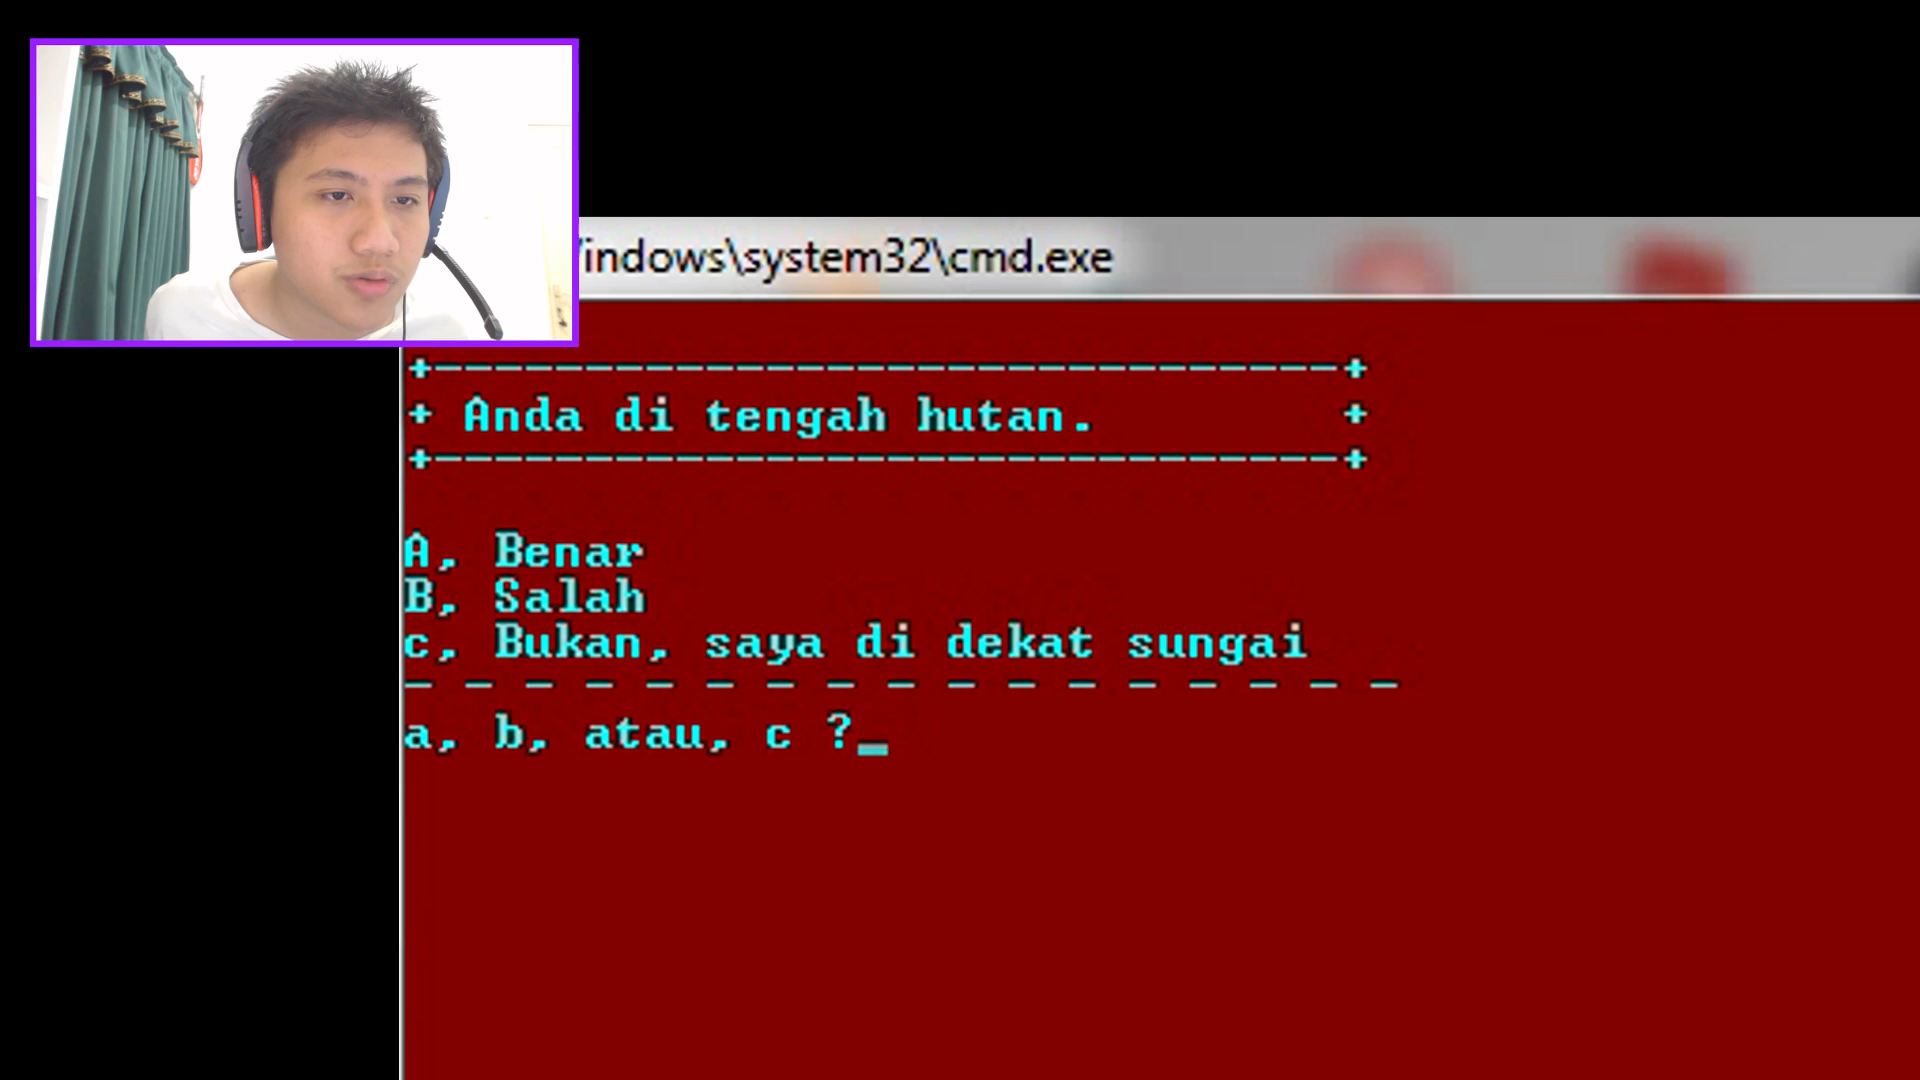 indows\system32\cmd.exe
+-------------------------------+
+ Anda di tengah hutan. +
+-------------------------------+
A, Benar
B, Salah
c, Bukan, saya di dekat sungai
- - - - - - - - - - - - - - - - -
a, b, atau, c ?_